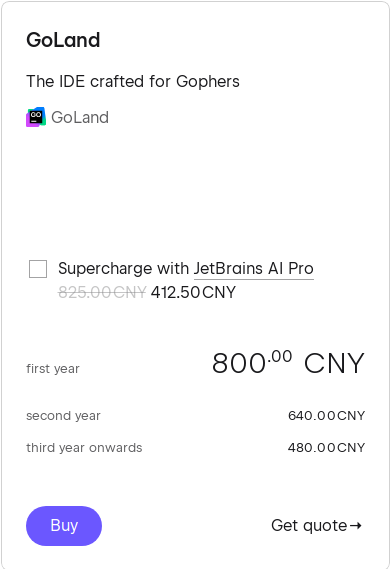 GoLand
The IDE crafted for Gophers
GO GoLand
Supercharge with JetBrains AI Pro
825.00 CNY 412.50 CNY
first year 800.00 CNY
second year 640.00 CNY
third year onwards 480.00 CNY
Buy Get quote→